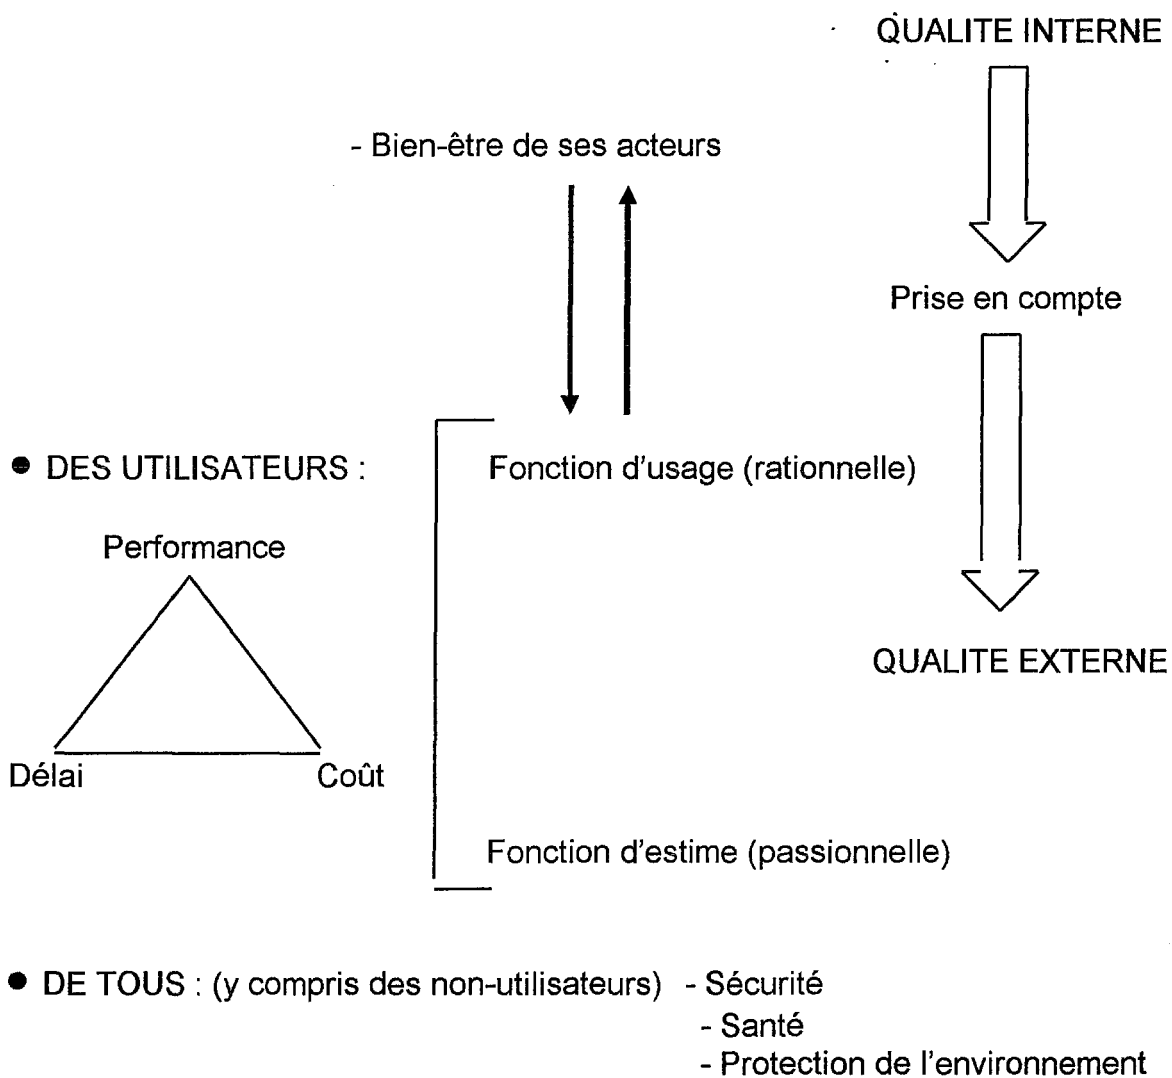 QUALITE INTERNE
- Bien-être de ses acteurs
Prise en compte
● DES UTILISATEURS :
Fonction d'usage (rationnelle)
Performance
QUALITE EXTERNE
Délai
Coût
Fonction d'estime (passionnelle)
● DE TOUS : (y compris des non-utilisateurs) - Sécurité
- Santé
- Protection de l'environnement